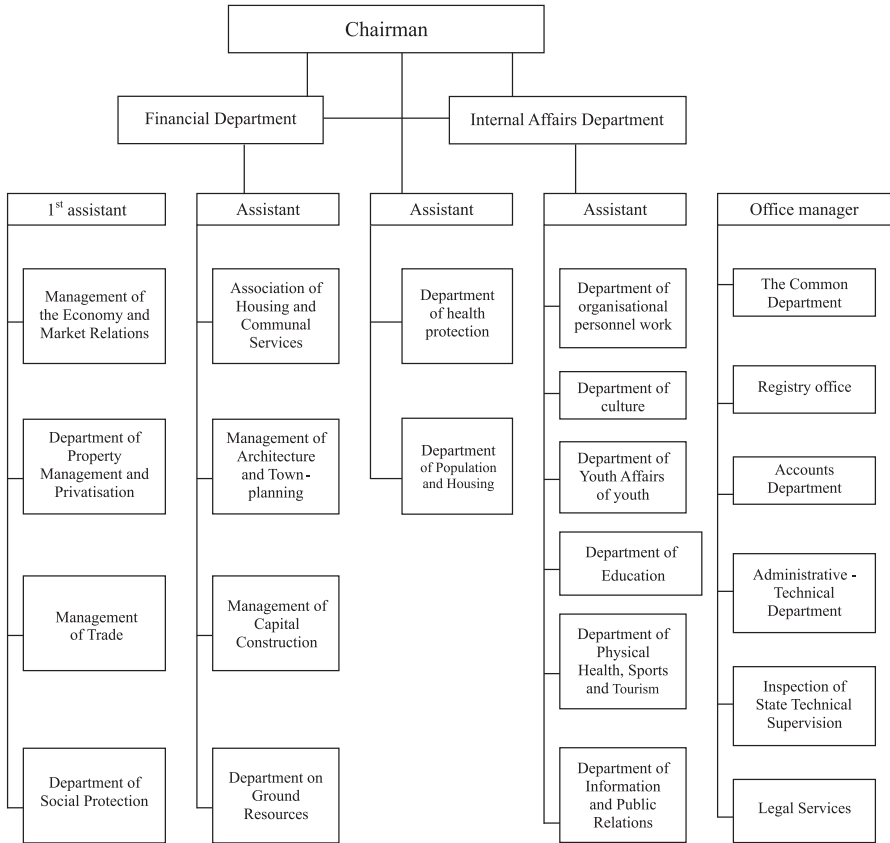 Chairman
Financial Department
Internal Affairs Department
1st assistant
Assistant
Assistant
Assistant
Office manager
Management of
the Economy and
Market Relations
Department of
Property
Management and
Privatisation
Management
of Trade
Department of
Social Protection
Association of
Housing and
Communal
Services
Management of
Architecture
and Town-
planning
Management of
Capital
Construction
Department on
Ground
Resources
Department
of health
protection
Department
of Population
and Housing
Department of
organisational
personnel work
Department of
culture
Department of
Youth Affairs
of youth
Department of
Education
Department of
Physical
Health, Sports
and Tourism
Department of
Information
and Public
Relations
The Common
Department
Registry office
Accounts
Department
Administrative -
Technical
Department
Inspection of
State Technical
Supervision
Legal Services